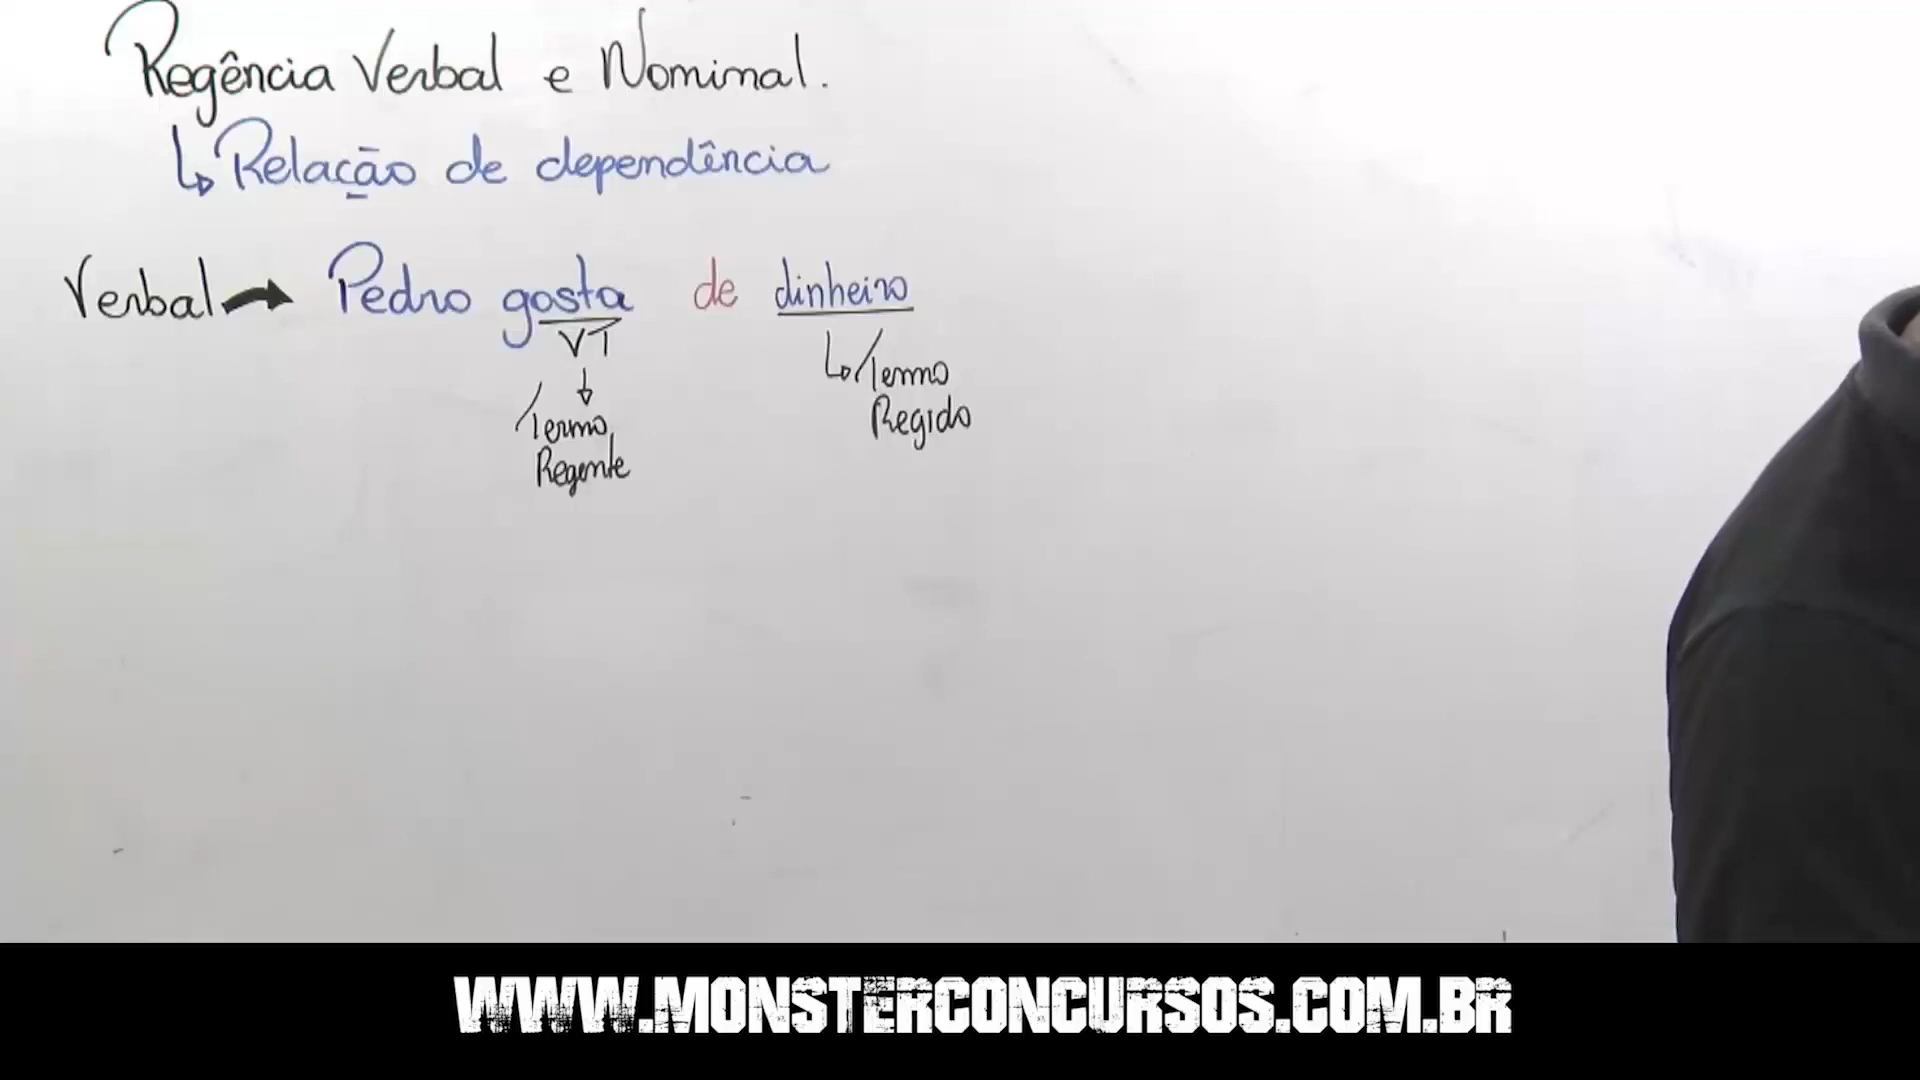 Regência Verbal e Nominal.
↳ Relação de dependência
Verbal → Pedro gosta de dinheiro
VT
↓
↳ Termo
Regido
Termo
Regente
WWW.MONSTERCONCURSOS.COM.BR